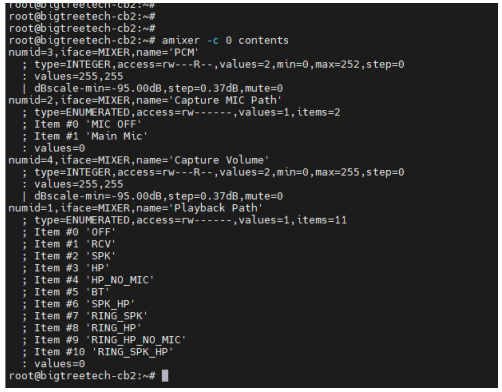 root@bigtreetech-cb2:~#
root@bigtreetech-cb2:~#
root@bigtreetech-cb2:~#
root@bigtreetech-cb2:~# amixer -c 0 contents
numid=3,iface=MIXER,name='PCM'
  ; type=INTEGER,access=rw---R--,values=2,min=0,max=252,step=0
  : values=255,255
  | dBscale-min=-95.00dB,step=0.37dB,mute=0
numid=2,iface=MIXER,name='Capture MIC Path'
  ; type=ENUMERATED,access=rw------,values=1,items=2
  ; Item #0 'MIC OFF'
  ; Item #1 'Main Mic'
  : values=0
numid=4,iface=MIXER,name='Capture Volume'
  ; type=INTEGER,access=rw---R--,values=2,min=0,max=255,step=0
  : values=255,255
  | dBscale-min=-95.00dB,step=0.37dB,mute=0
numid=1,iface=MIXER,name='Playback Path'
  ; type=ENUMERATED,access=rw------,values=1,items=11
  ; Item #0 'OFF'
  ; Item #1 'RCV'
  ; Item #2 'SPK'
  ; Item #3 'HP'
  ; Item #4 'HP_NO_MIC'
  ; Item #5 'BT'
  ; Item #6 'SPK_HP'
  ; Item #7 'RING_SPK'
  ; Item #8 'RING_HP'
  ; Item #9 'RING_HP_NO_MIC'
  ; Item #10 'RING_SPK_HP'
  : values=0
root@bigtreetech-cb2:~#